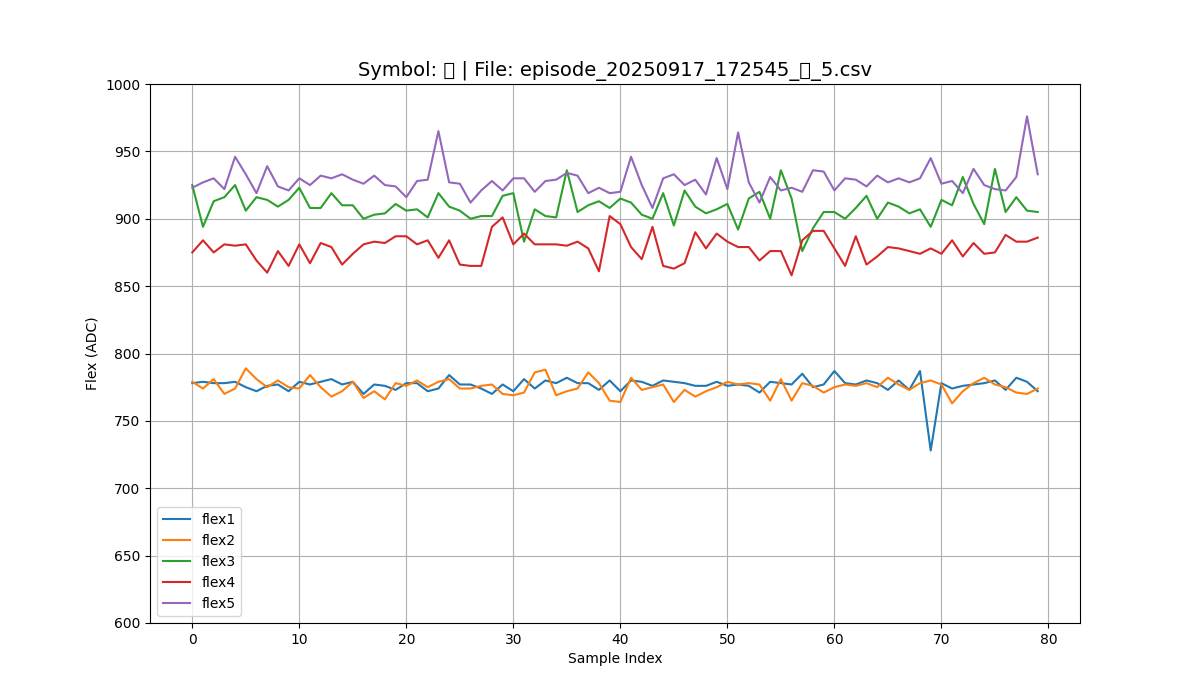 Symbol: | File: episode_20250917_172545_ _5.csv
Flex (ADC)
1000
950
900
850
800
750
700
650
600
flex1
flex2
flex3
flex4
flex5
0 10 20 30 40 50 60 70 80
Sample Index